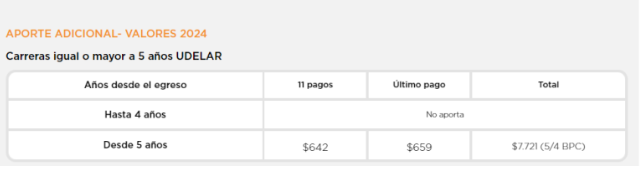 APORTE ADICIONAL- VALORES 2024
Carreras igual o mayor a 5 años UDELAR
Años desde el egreso 11 pagos Último pago Total
Hasta 4 años No aporta
Desde 5 años $642 $659 $7.721 (5/4 BPC)